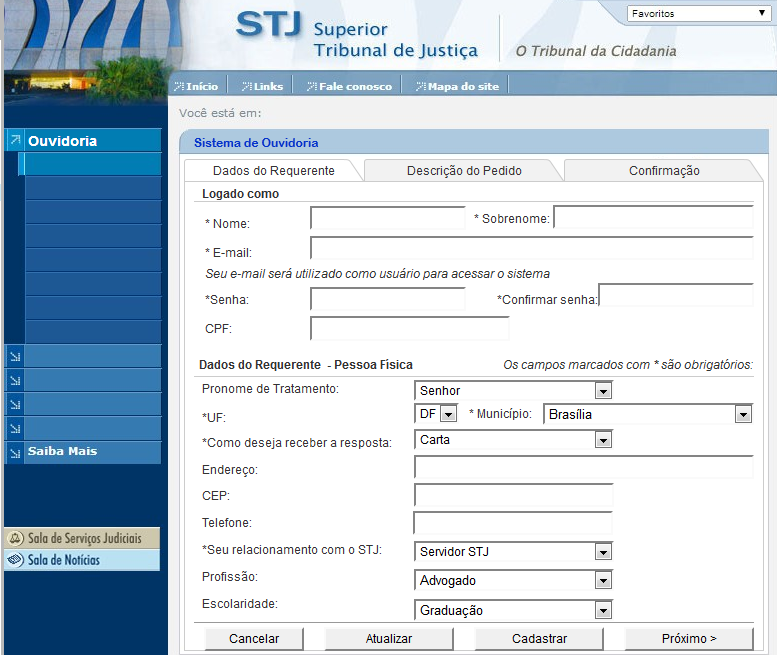 STJ Superior
Tribunal de Justiça
O Tribunal da Cidadania
Favoritos
Início Links Fale conosco Mapa do site
Você está em:
Ouvidoria
Saiba Mais
Sala de Serviços Judiciais
Sala de Notícias
Sistema de Ouvidoria
Dados do Requerente Descrição do Pedido Confirmação
Logado como
* Nome: * Sobrenome:
* E-mail:
Seu e-mail será utilizado como usuário para acessar o sistema
*Senha: *Confirmar senha:
CPF:
Dados do Requerente - Pessoa Física Os campos marcados com * são obrigatórios:
Pronome de Tratamento: Senhor
*UF: DF * Município: Brasília
*Como deseja receber a resposta: Carta
Endereço:
CEP:
Telefone:
*Seu relacionamento com o STJ: Servidor STJ
Profissão: Advogado
Escolaridade: Graduação
Cancelar Atualizar Cadastrar Próximo >